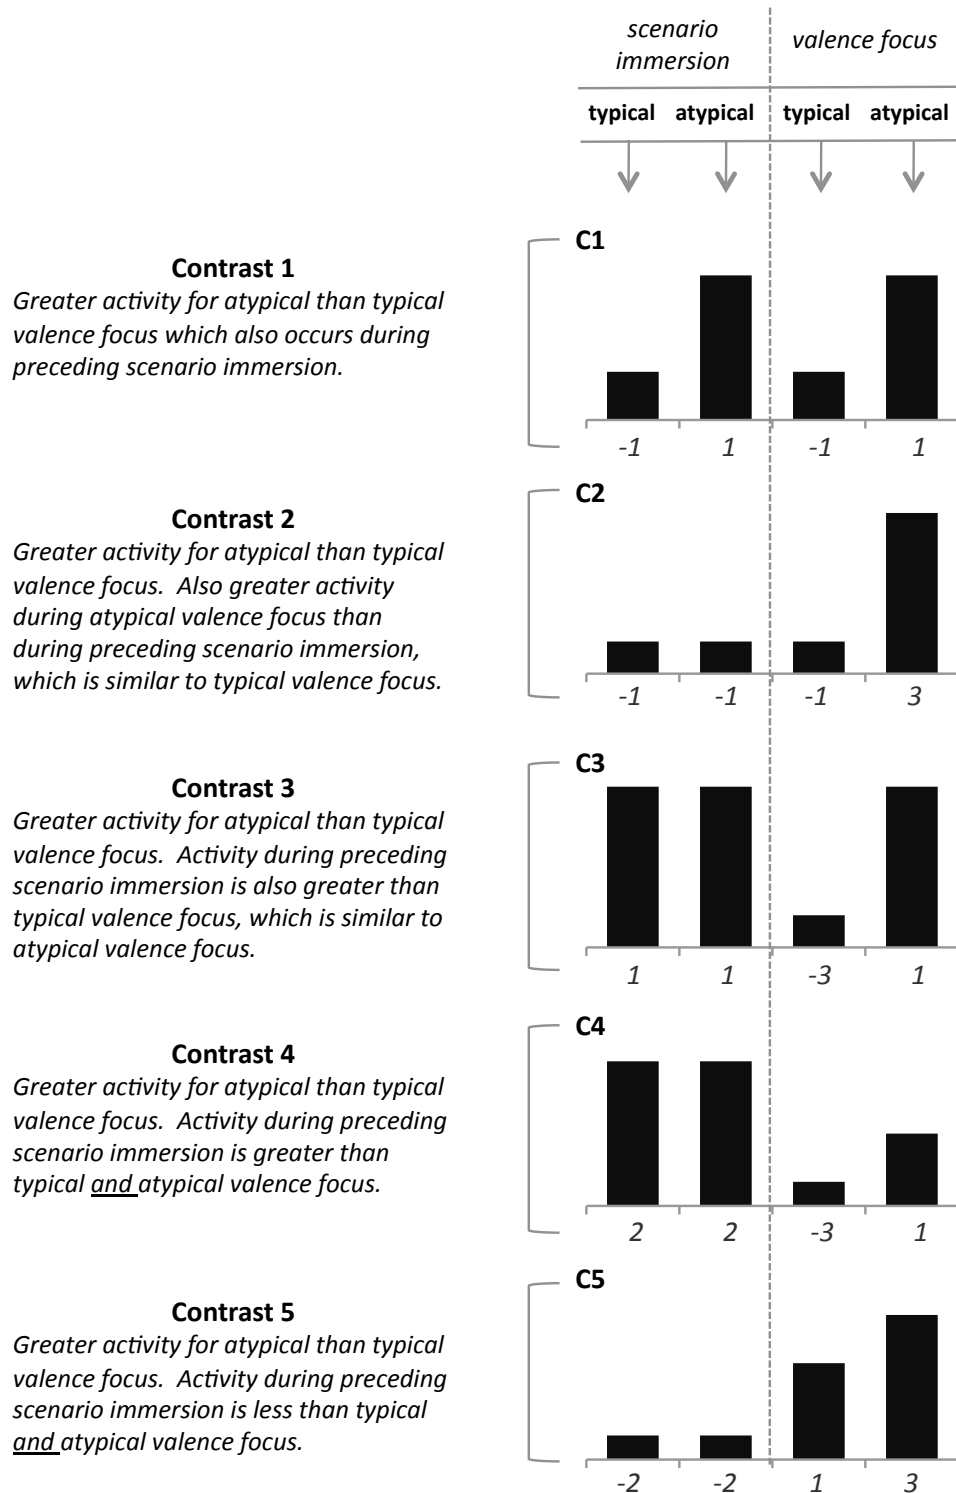 scenario
immersion
valence focus
typical atypical typical atypical
Contrast 1
Greater activity for atypical than typical
valence focus which also occurs during
preceding scenario immersion.
C1
-1 1 -1 1
Contrast 2
Greater activity for atypical than typical
valence focus. Also greater activity
during atypical valence focus than
during preceding scenario immersion,
which is similar to typical valence focus.
C2
-1 -1 -1 3
Contrast 3
Greater activity for atypical than typical
valence focus. Activity during preceding
scenario immersion is also greater than
typical valence focus, which is similar to
atypical valence focus.
C3
1 1 -3 1
Contrast 4
Greater activity for atypical than typical
valence focus. Activity during preceding
scenario immersion is greater than
typical and atypical valence focus.
C4
2 2 -3 1
Contrast 5
Greater activity for atypical than typical
valence focus. Activity during preceding
scenario immersion is less than typical
and atypical valence focus.
C5
-2 -2 1 3